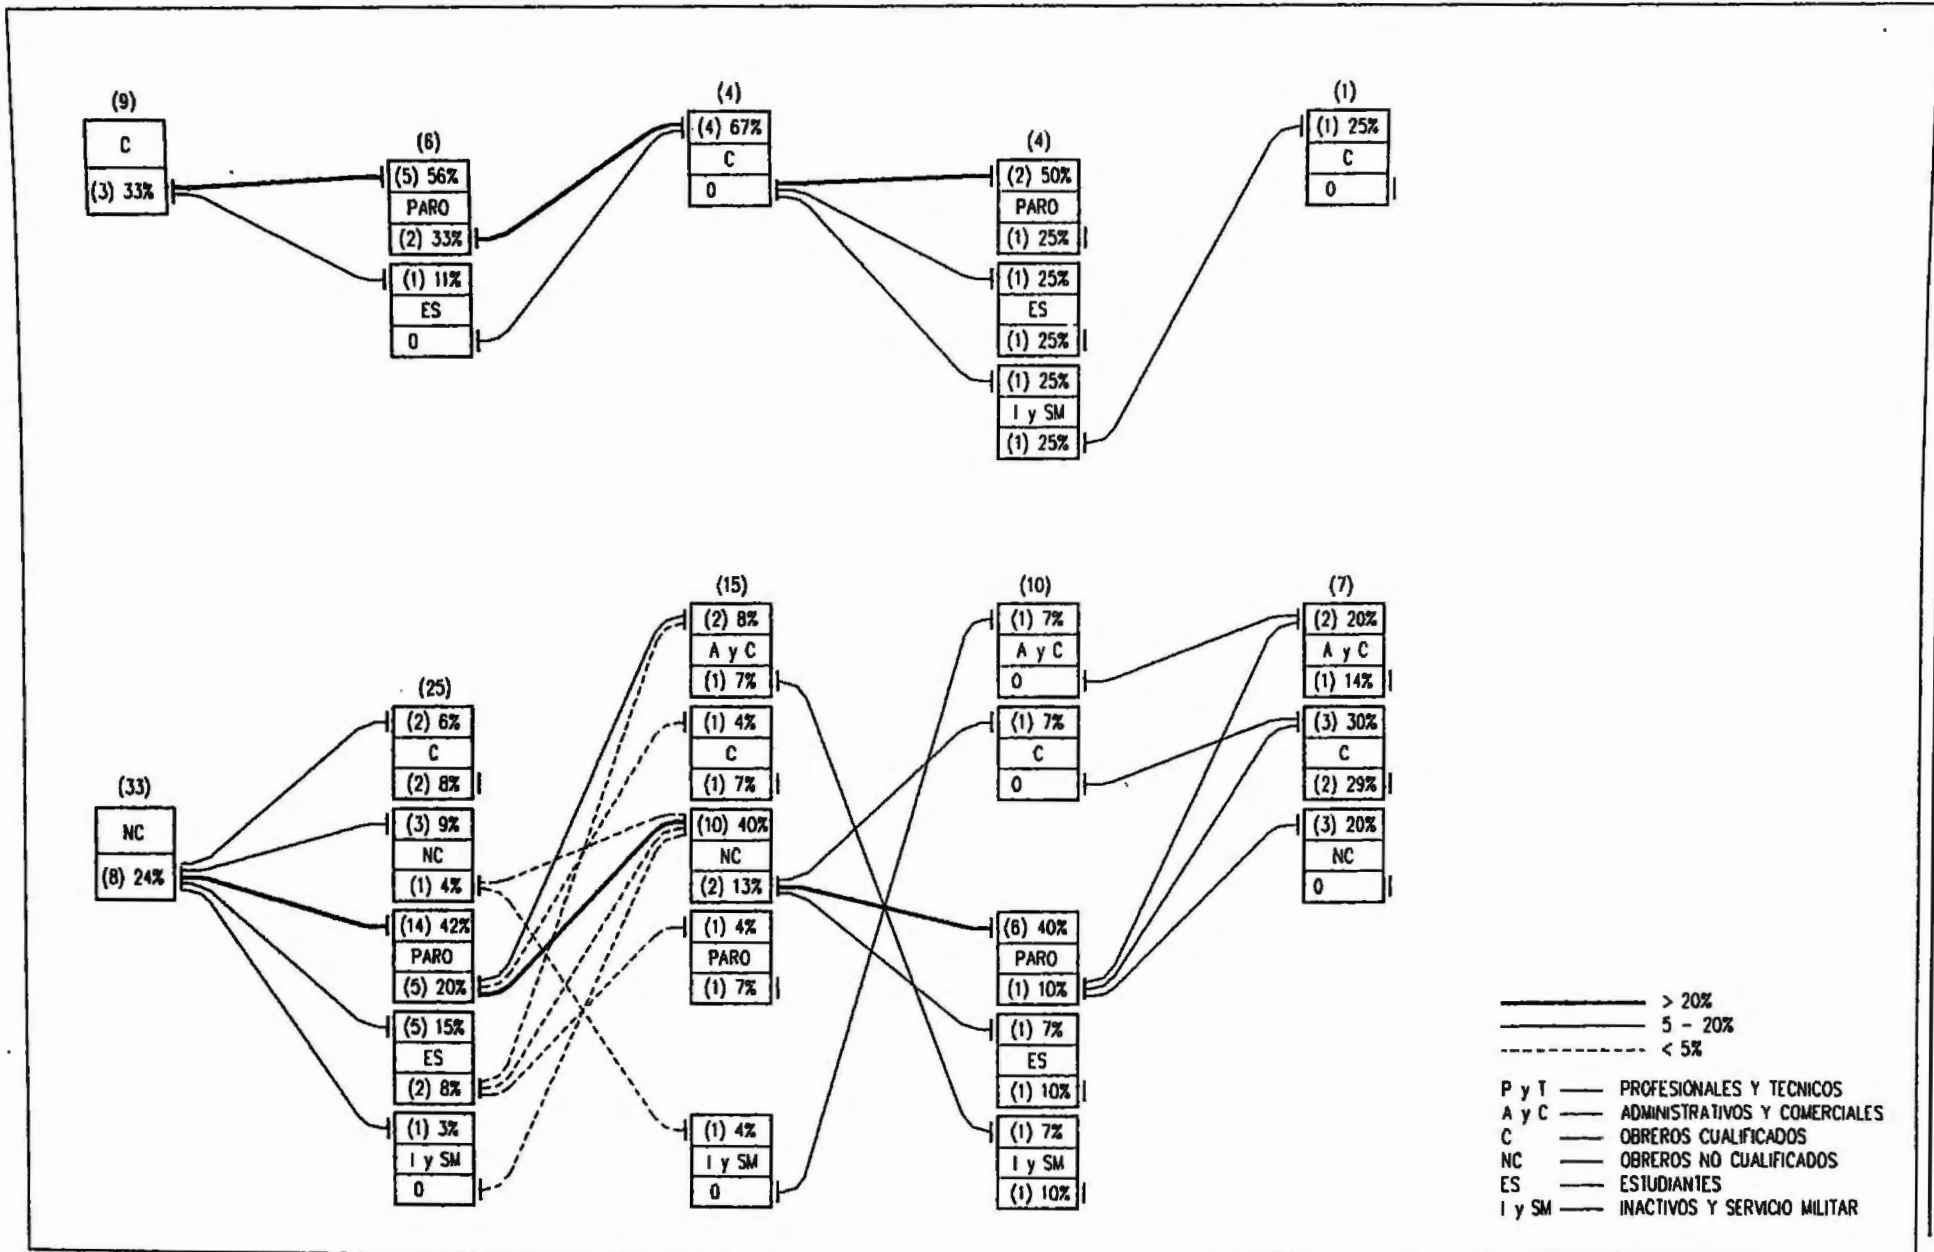 (9)
C
(3) 33%
(6)
(5) 56%
PARO
(2) 33%
(1) 11%
ES
0
(4)
(4) 67%
C
0
(4)
(2) 50%
PARO
(1) 25%
(1) 25%
ES
(1) 25%
(1) 25%
I y SM
(1) 25%
(1)
(1) 25%
C
0
(33)
NC
(8) 24%
(25)
(2) 6%
C
(2) 8%
(3) 9%
NC
(1) 4%
(14) 42%
PARO
(5) 20%
(5) 15%
ES
(2) 8%
(1) 3%
I y SM
0
(15)
(2) 8%
A y C
(1) 7%
(1) 4%
C
(1) 7%
(10) 40%
NC
(2) 13%
(1) 4%
PARO
(1) 7%
(1) 4%
I y SM
0
(10)
(1) 7%
A y C
0
(1) 7%
C
0
(6) 40%
PARO
(1) 10%
(1) 7%
ES
(1) 10%
(1) 7%
I y SM
(1) 10%
(7)
(2) 20%
A y C
(1) 14%
(3) 30%
C
(2) 29%
(3) 20%
NC
0
> 20%
5 - 20%
< 5%
P y T — PROFESIONALES Y TECNICOS
A y C — ADMINISTRATIVOS Y COMERCIALES
C — OBREROS CUALIFICADOS
NC — OBREROS NO CUALIFICADOS
ES — ESTUDIANTES
I y SM — INACTIVOS Y SERVICIO MILITAR